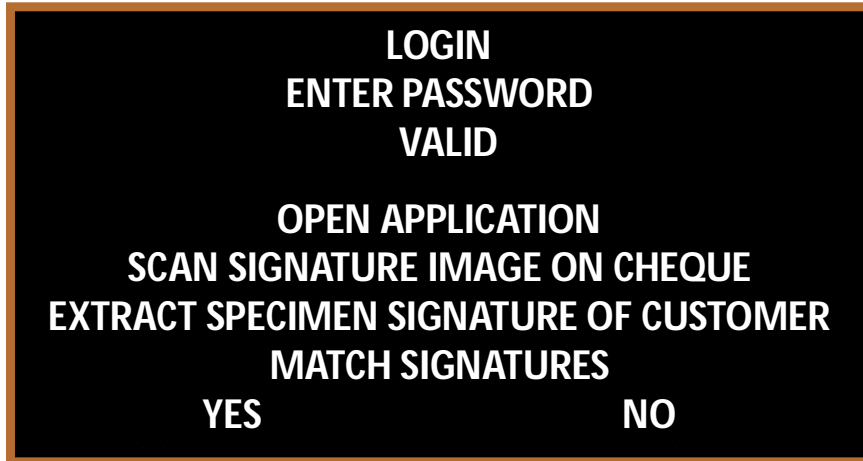 LOGIN
ENTER PASSWORD
VALID
OPEN APPLICATION
SCAN SIGNATURE IMAGE ON CHEQUE
EXTRACT SPECIMEN SIGNATURE OF CUSTOMER
MATCH SIGNATURES
YES NO